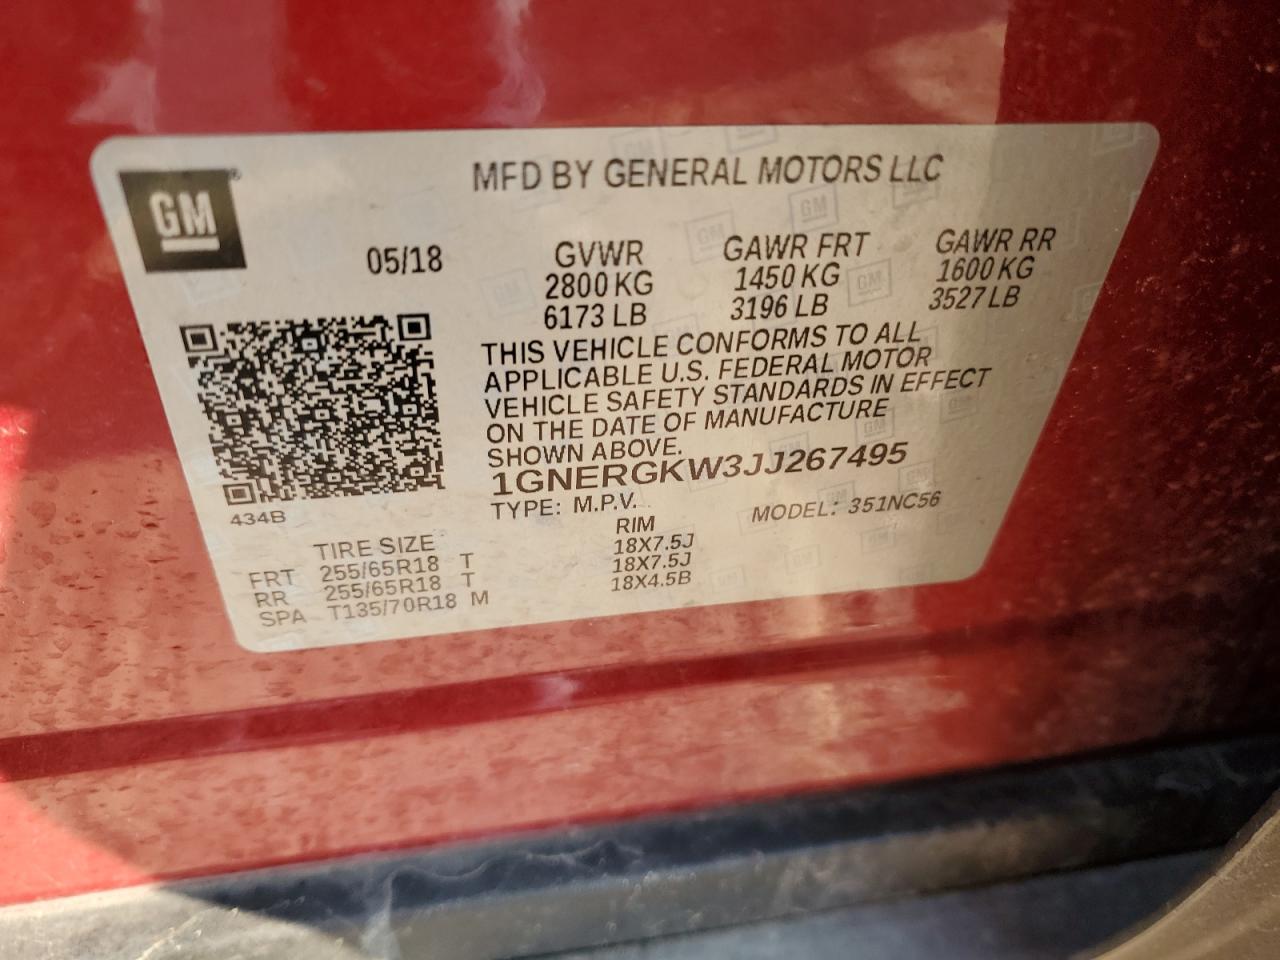 GM
MFD BY GENERAL MOTORS LLC
05/18 GVWR GAWR FRT GAWR RR
2800 KG 1450 KG 1600 KG
6173 LB 3196 LB 3527 LB
THIS VEHICLE CONFORMS TO ALL
APPLICABLE U.S. FEDERAL MOTOR
VEHICLE SAFETY STANDARDS IN EFFECT
ON THE DATE OF MANUFACTURE
SHOWN ABOVE.
1GNERGKW3JJ267495
TYPE: M.P.V. MODEL: 351NC56
434B
TIRE SIZE RIM
FRT 255/65R18 T 18X7.5J
RR 255/65R18 T 18X7.5J
SPA T135/70R18 M 18X4.5B